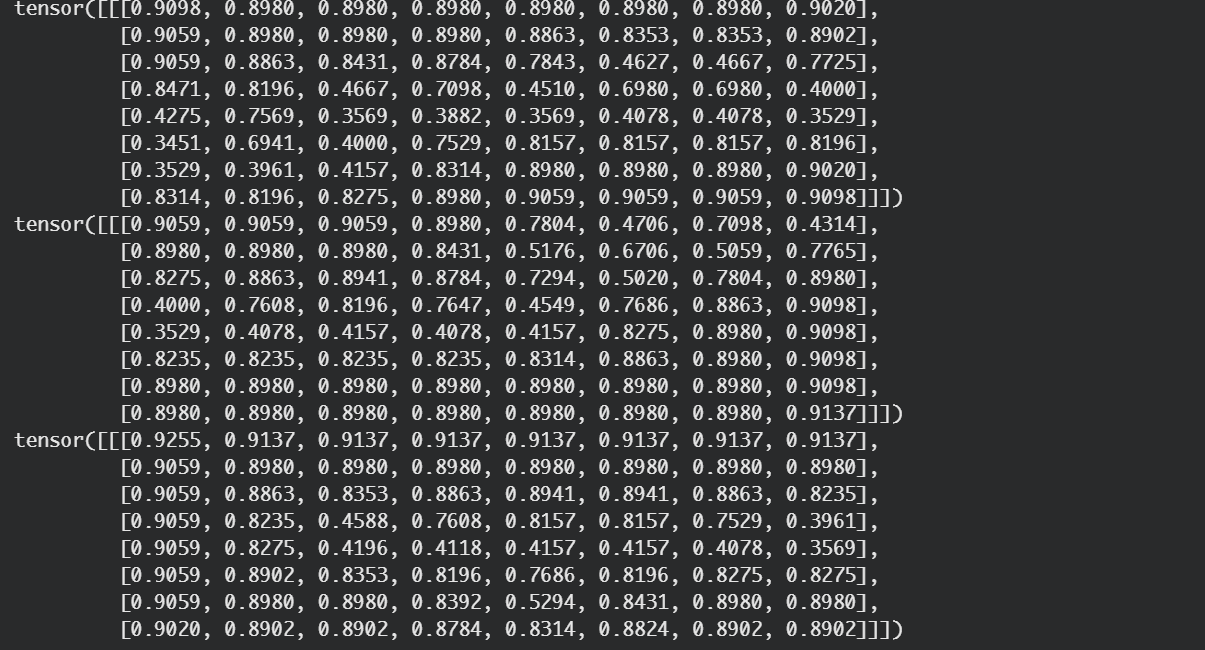 tensor([[[0.9098, 0.8980, 0.8980, 0.8980, 0.8980, 0.8980, 0.8980, 0.9020],
[0.9059, 0.8980, 0.8980, 0.8980, 0.8863, 0.8353, 0.8353, 0.8902],
[0.9059, 0.8863, 0.8431, 0.8784, 0.7843, 0.4627, 0.4667, 0.7725],
[0.8471, 0.8196, 0.4667, 0.7098, 0.4510, 0.6980, 0.6980, 0.4000],
[0.4275, 0.7569, 0.3569, 0.3882, 0.3569, 0.4078, 0.4078, 0.3529],
[0.3451, 0.6941, 0.4000, 0.7529, 0.8157, 0.8157, 0.8157, 0.8196],
[0.3529, 0.3961, 0.4157, 0.8314, 0.8980, 0.8980, 0.8980, 0.9020],
[0.8314, 0.8196, 0.8275, 0.8980, 0.9059, 0.9059, 0.9059, 0.9098]]])
tensor([[[0.9059, 0.9059, 0.9059, 0.8980, 0.7804, 0.4706, 0.7098, 0.4314],
[0.8980, 0.8980, 0.8980, 0.8431, 0.5176, 0.6706, 0.5059, 0.7765],
[0.8275, 0.8863, 0.8941, 0.8784, 0.7294, 0.5020, 0.7804, 0.8980],
[0.4000, 0.7608, 0.8196, 0.7647, 0.4549, 0.7686, 0.8863, 0.9098],
[0.3529, 0.4078, 0.4157, 0.4078, 0.4157, 0.8275, 0.8980, 0.9098],
[0.8235, 0.8235, 0.8235, 0.8235, 0.8314, 0.8863, 0.8980, 0.9098],
[0.8980, 0.8980, 0.8980, 0.8980, 0.8980, 0.8980, 0.8980, 0.9098],
[0.8980, 0.8980, 0.8980, 0.8980, 0.8980, 0.8980, 0.8980, 0.9137]]])
tensor([[[0.9255, 0.9137, 0.9137, 0.9137, 0.9137, 0.9137, 0.9137, 0.9137],
[0.9059, 0.8980, 0.8980, 0.8980, 0.8980, 0.8980, 0.8980, 0.8980],
[0.9059, 0.8863, 0.8353, 0.8863, 0.8941, 0.8941, 0.8863, 0.8235],
[0.9059, 0.8235, 0.4588, 0.7608, 0.8157, 0.8157, 0.7529, 0.3961],
[0.9059, 0.8275, 0.4196, 0.4118, 0.4157, 0.4157, 0.4078, 0.3569],
[0.9059, 0.8902, 0.8353, 0.8196, 0.7686, 0.8196, 0.8275, 0.8275],
[0.9059, 0.8980, 0.8980, 0.8392, 0.5294, 0.8431, 0.8980, 0.8980],
[0.9020, 0.8902, 0.8902, 0.8784, 0.8314, 0.8824, 0.8902, 0.8902]]])